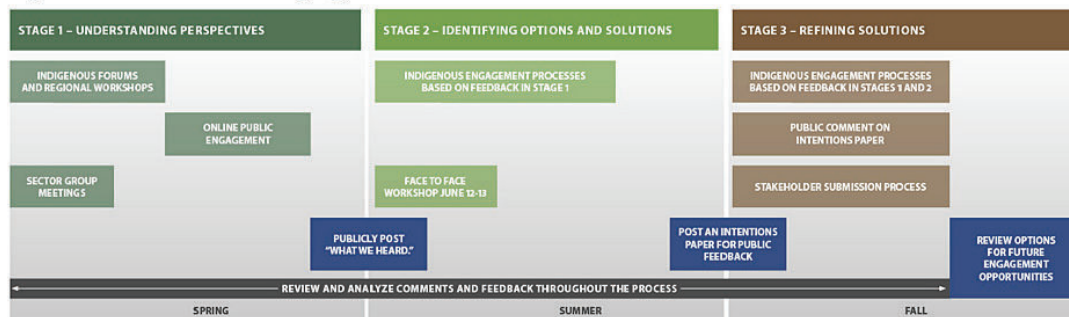 STAGE 1 – UNDERSTANDING PERSPECTIVES
STAGE 2 – IDENTIFYING OPTIONS AND SOLUTIONS
STAGE 3 – REFINING SOLUTIONS
INDIGENOUS FORUMS
AND REGIONAL WORKSHOPS
INDIGENOUS ENGAGEMENT PROCESSES
BASED ON FEEDBACK IN STAGE 1
INDIGENOUS ENGAGEMENT PROCESSES
BASED ON FEEDBACK IN STAGES 1 AND 2
ONLINE PUBLIC
ENGAGEMENT
PUBLIC COMMENT ON
INTENTIONS PAPER
SECTOR GROUP
MEETINGS
FACE TO FACE
WORKSHOP JUNE 12-13
STAKEHOLDER SUBMISSION PROCESS
PUBLICLY POST
“WHAT WE HEARD.”
POST AN INTENTIONS
PAPER FOR PUBLIC
FEEDBACK
REVIEW OPTIONS
FOR FUTURE
ENGAGEMENT
OPPORTUNITIES
REVIEW AND ANALYZE COMMENTS AND FEEDBACK THROUGHOUT THE PROCESS
SPRING
SUMMER
FALL